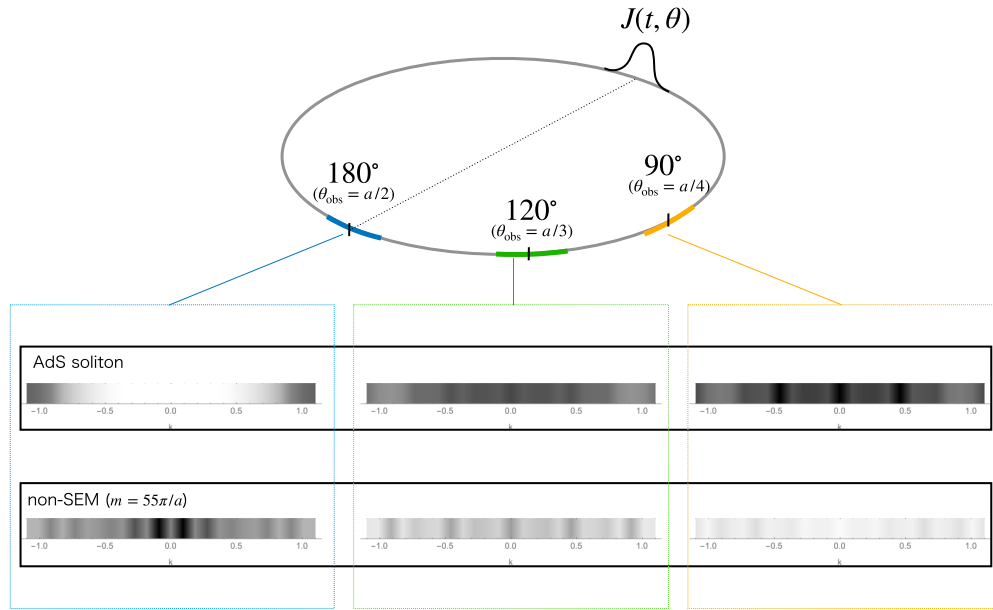 J(t, θ)
180°
(θobs = a/2)
120°
(θobs = a/3)
90°
(θobs = a/4)
AdS soliton
−1.0 −0.5 0.0 0.5 1.0
k
−1.0 −0.5 0.0 0.5 1.0
k
−1.0 −0.5 0.0 0.5 1.0
k
non-SEM (m = 55π/a)
−1.0 −0.5 0.0 0.5 1.0
k
−1.0 −0.5 0.0 0.5 1.0
k
−1.0 −0.5 0.0 0.5 1.0
k